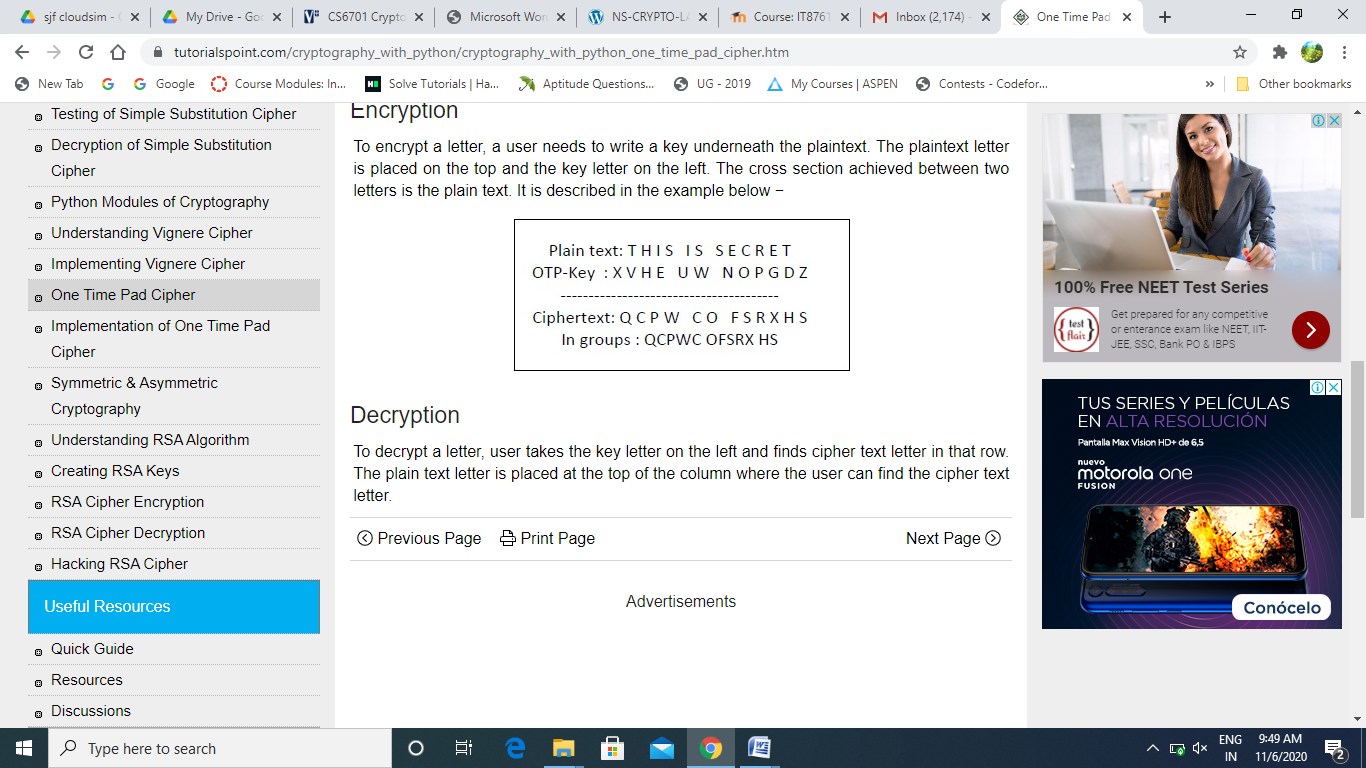 sjf cloudsim - G
My Drive - Goo
CS6701 Crypto
Microsoft Wor
NS-CRYPTO-LA
Course: IT8761
Inbox (2,174) -
One Time Pad
tutorialspoint.com/cryptography_with_python/cryptography_with_python_one_time_pad_cipher.htm
New Tab
Google
Course Modules: In...
Solve Tutorials | Ha...
Aptitude Questions...
UG - 2019
My Courses | ASPEN
Contests - Codefor...
»
Other bookmarks
Testing of Simple Substitution Cipher
Decryption of Simple Substitution
Cipher
Python Modules of Cryptography
Understanding Vignere Cipher
Implementing Vignere Cipher
One Time Pad Cipher
Implementation of One Time Pad
Cipher
Symmetric & Asymmetric
Cryptography
Understanding RSA Algorithm
Creating RSA Keys
RSA Cipher Encryption
RSA Cipher Decryption
Hacking RSA Cipher
Useful Resources
Quick Guide
Resources
Discussions
Encryption
To encrypt a letter, a user needs to write a key underneath the plaintext. The plaintext letter
is placed on the top and the key letter on the left. The cross section achieved between two
letters is the plain text. It is described in the example below −
Plain text: T H I S   I S   S E C R E T
OTP-Key  : X V H E   U W   N O P G D Z
---------------------------------------
Ciphertext: Q C P W   C O   F S R X H S
In groups : QCPWC OFSRX HS
Decryption
To decrypt a letter, user takes the key letter on the left and finds cipher text letter in that row.
The plain text letter is placed at the top of the column where the user can find the cipher text
letter.
Previous Page
Print Page
Next Page
Advertisements
100% Free NEET Test Series
test
flair
Get prepared for any competitive
or enterance exam like NEET, IIT-
JEE, SSC, Bank PO & IBPS
TUS SERIES Y PELÍCULAS
EN ALTA RESOLUCIÓN
Pantalla Max Vision HD+ de 6,5
nuevo
motorola one
FUSION
Conócelo
Type here to search
ENG
IN
9:49 AM
11/6/2020
2